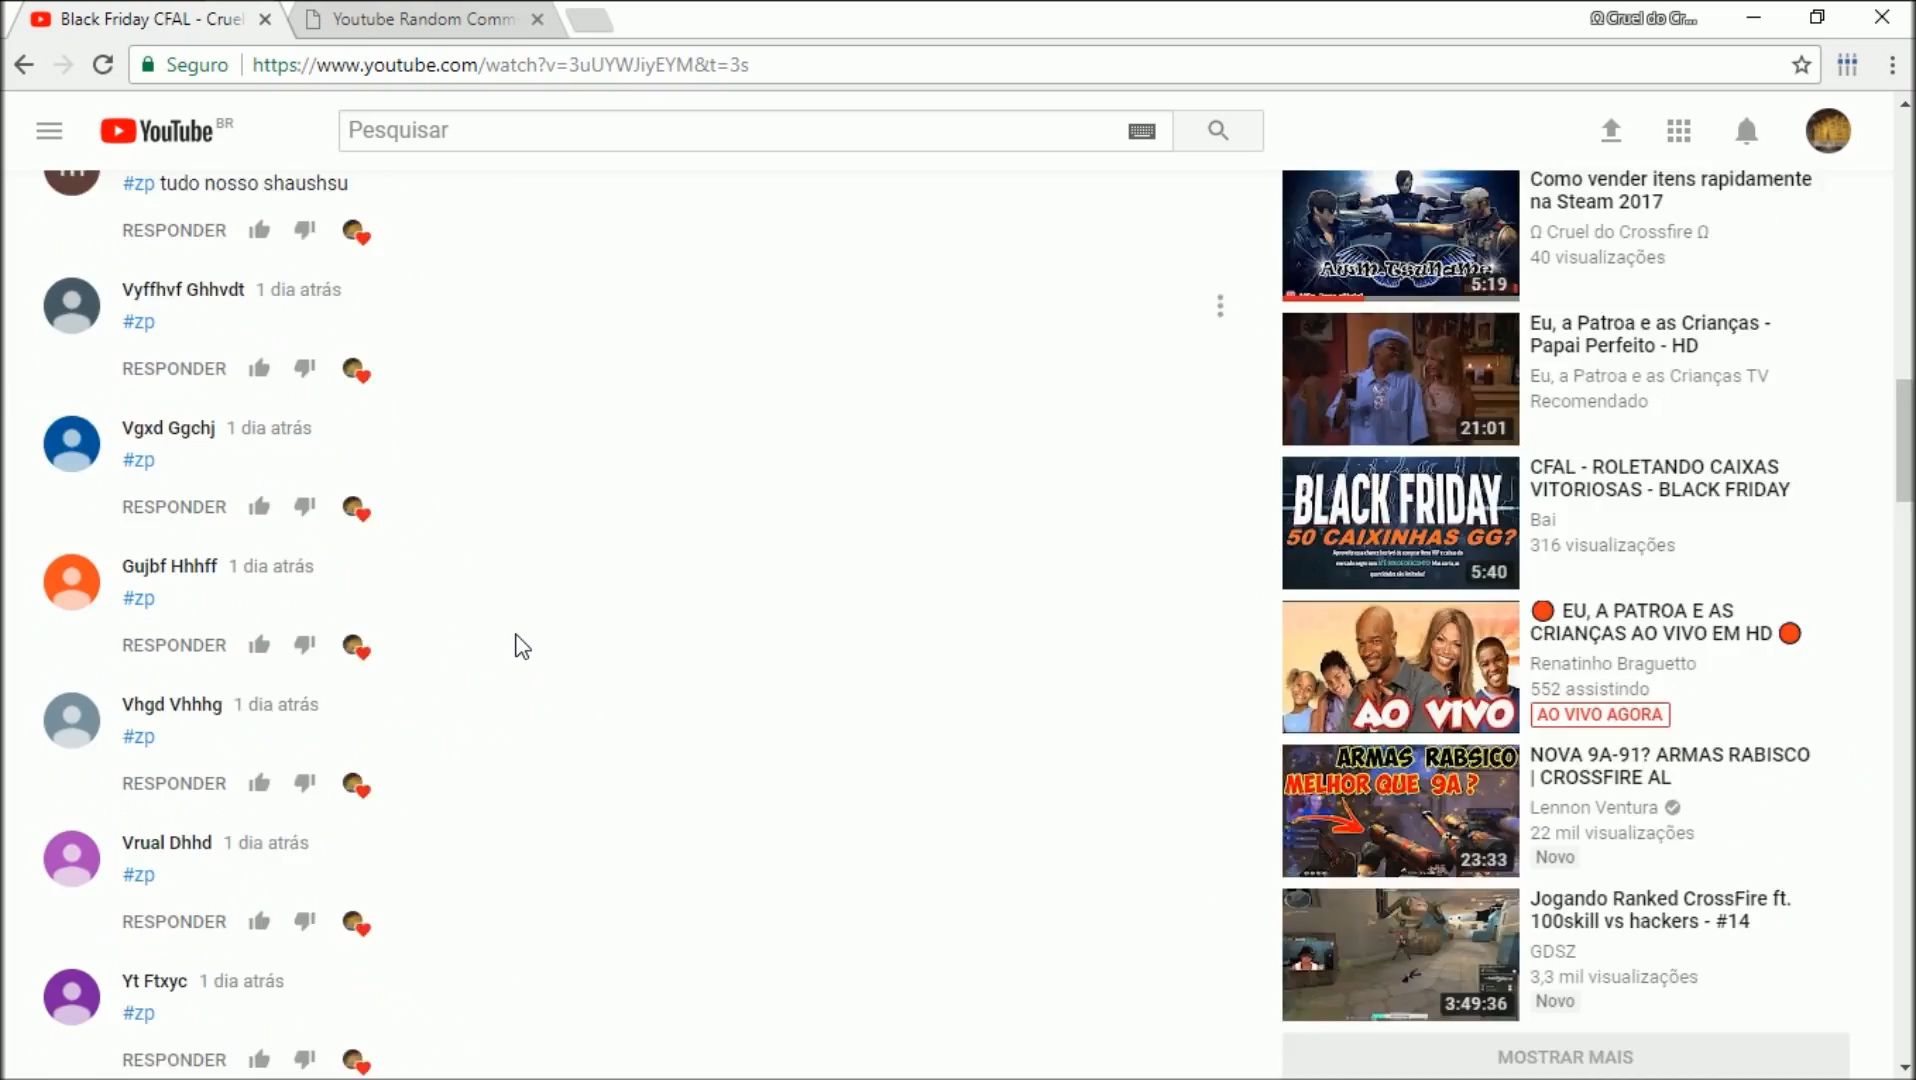 Black Friday CFAL - Cruel
Youtube Random Comm
Ω Cruel do Cr...
Seguro
https://www.youtube.com/watch?v=3uUYWJiyEYM&t=3s
YouTube BR
Pesquisar
#zp tudo nosso shaushsu
RESPONDER
Vyffhvf Ghhvdt 1 dia atrás
#zp
RESPONDER
Vgxd Ggchj 1 dia atrás
#zp
RESPONDER
Gujbf Hhhff 1 dia atrás
#zp
RESPONDER
Vhgd Vhhhg 1 dia atrás
#zp
RESPONDER
Vrual Dhhd 1 dia atrás
#zp
RESPONDER
Yt Ftxyc 1 dia atrás
#zp
RESPONDER
5:19
Como vender itens rapidamente
na Steam 2017
Ω Cruel do Crossfire Ω
40 visualizações
21:01
Eu, a Patroa e as Crianças -
Papai Perfeito - HD
Eu, a Patroa e as Crianças TV
Recomendado
BLACK FRIDAY
50 CAIXINHAS GG?
5:40
CFAL - ROLETANDO CAIXAS
VITORIOSAS - BLACK FRIDAY
Bai
316 visualizações
AO VIVO
EU, A PATROA E AS
CRIANÇAS AO VIVO EM HD
Renatinho Braguetto
552 assistindo
AO VIVO AGORA
ARMAS RABSICO
MELHOR QUE 9A?
23:33
NOVA 9A-91? ARMAS RABISCO
| CROSSFIRE AL
Lennon Ventura
22 mil visualizações
Novo
3:49:36
Jogando Ranked CrossFire ft.
100skill vs hackers - #14
GDSZ
3,3 mil visualizações
Novo
MOSTRAR MAIS